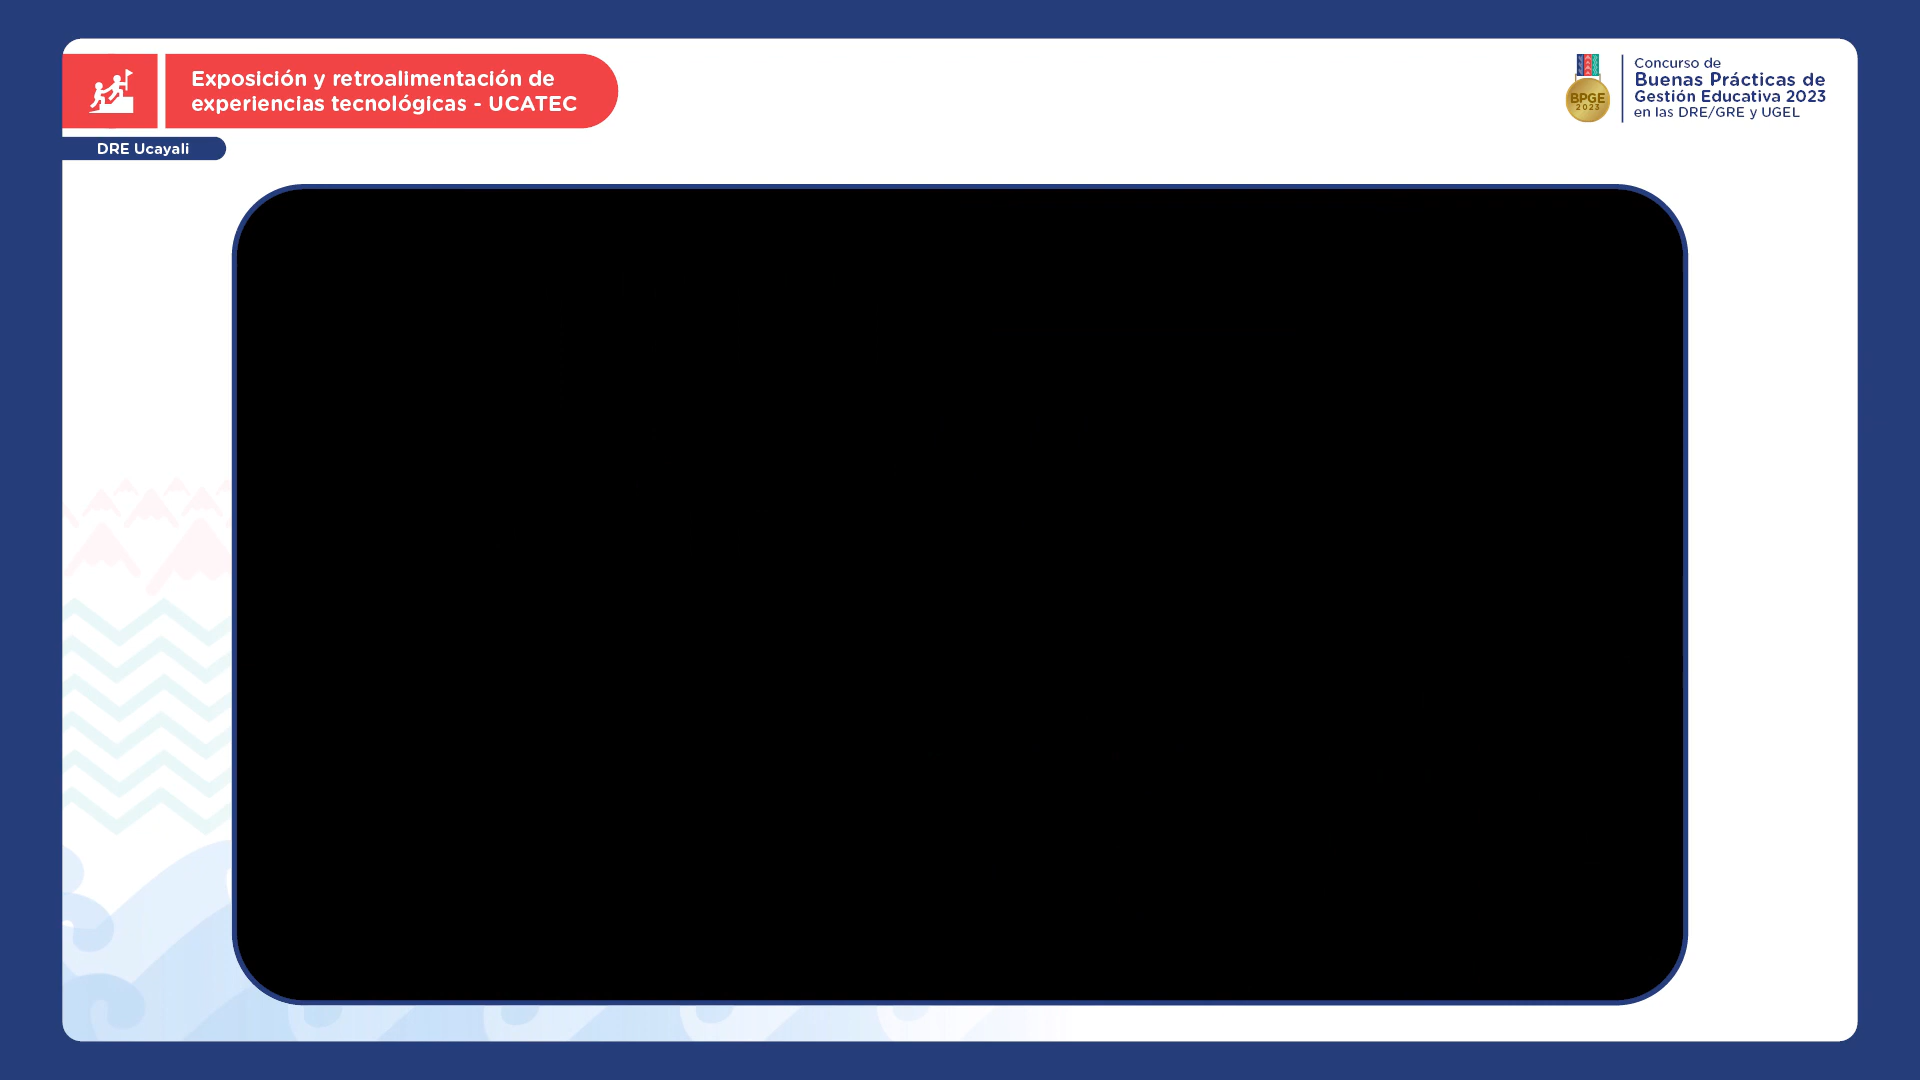 Exposición y retroalimentación de
experiencias tecnológicas - UCATEC
DRE Ucayali
BPGE
2023
Concurso de
Buenas Prácticas de
Gestión Educativa 2023
en las DRE/GRE y UGEL